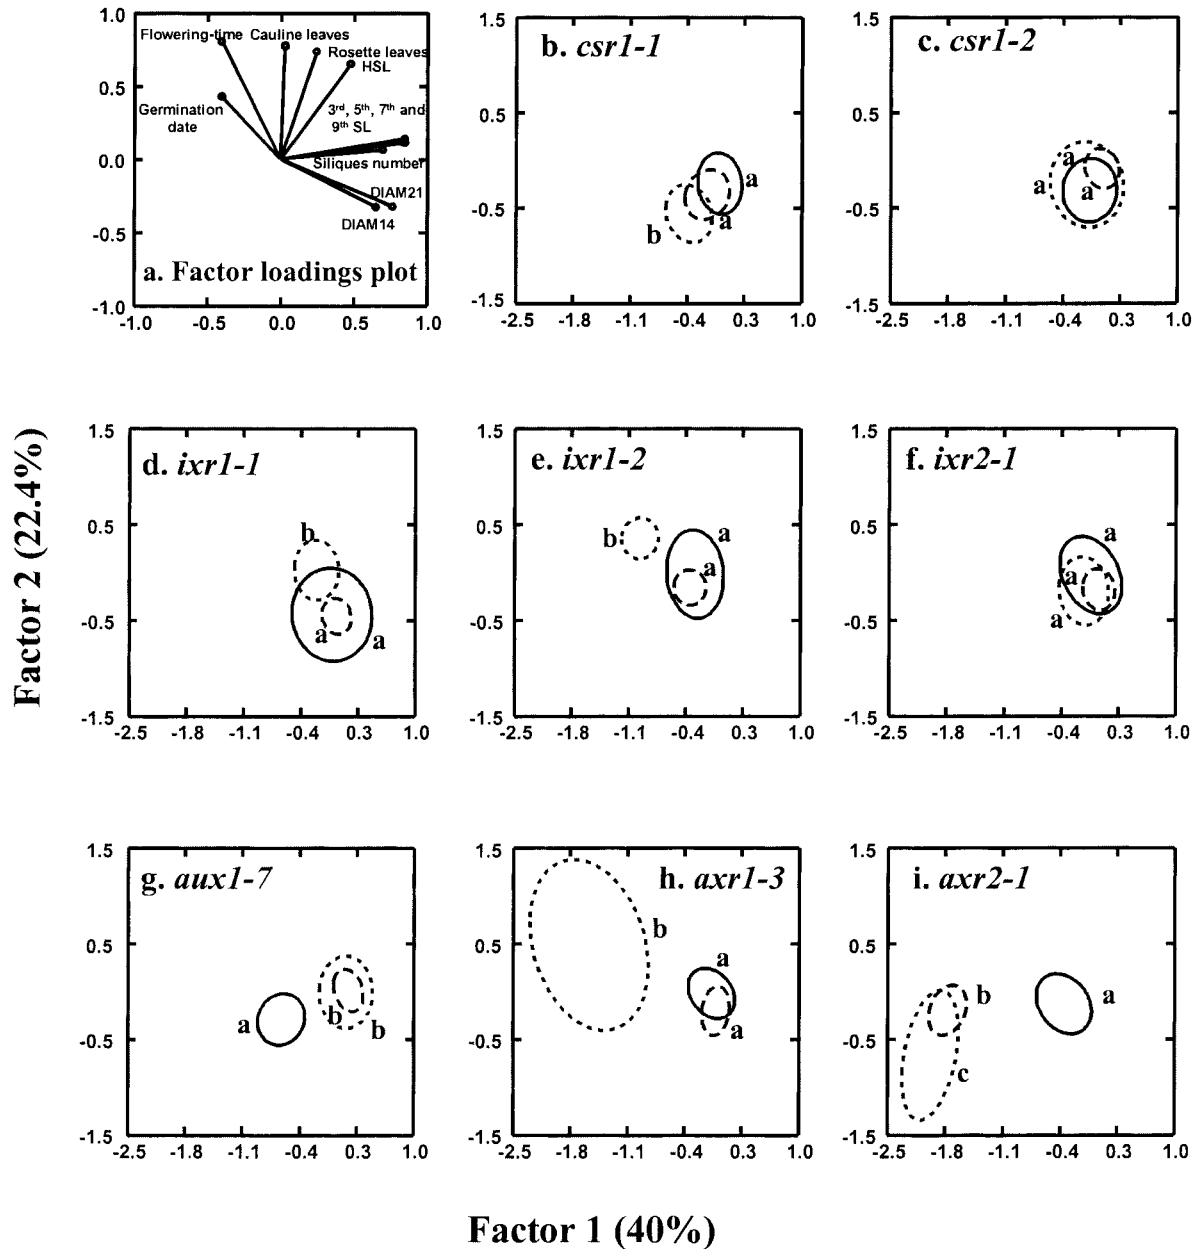 1.0
Flowering-time
Cauline leaves
Rosette leaves
HSL
0.5
Germination
date
3rd, 5th, 7th and
9th SL
0.0
Siliques number
DIAM21
DIAM14
-0.5
a. Factor loadings plot
-1.0
-1.0 -0.5 0.0 0.5 1.0
1.5
b. csr1-1
0.5
a
a
b
-0.5
-1.5
-2.5 -1.8 -1.1 -0.4 0.3 1.0
1.5
c. csr1-2
0.5
a
a
a
-0.5
-1.5
-2.5 -1.8 -1.1 -0.4 0.3 1.0
Factor 2 (22.4%)
1.5
d. ixr1-1
0.5
b
-0.5
a
a
-1.5
-2.5 -1.8 -1.1 -0.4 0.3 1.0
1.5
e. ixr1-2
0.5
b
a
a
-0.5
-1.5
-2.5 -1.8 -1.1 -0.4 0.3 1.0
1.5
f. ixr2-1
0.5
a
a
a
-0.5
-1.5
-2.5 -1.8 -1.1 -0.4 0.3 1.0
1.5
g. aux1-7
0.5
a
b
b
-0.5
-1.5
-2.5 -1.8 -1.1 -0.4 0.3 1.0
1.5
h. axr1-3
0.5
b
a
a
-0.5
-1.5
-2.5 -1.8 -1.1 -0.4 0.3 1.0
1.5
i. axr2-1
0.5
b
a
-0.5
c
-1.5
-2.5 -1.8 -1.1 -0.4 0.3 1.0
Factor 1 (40%)